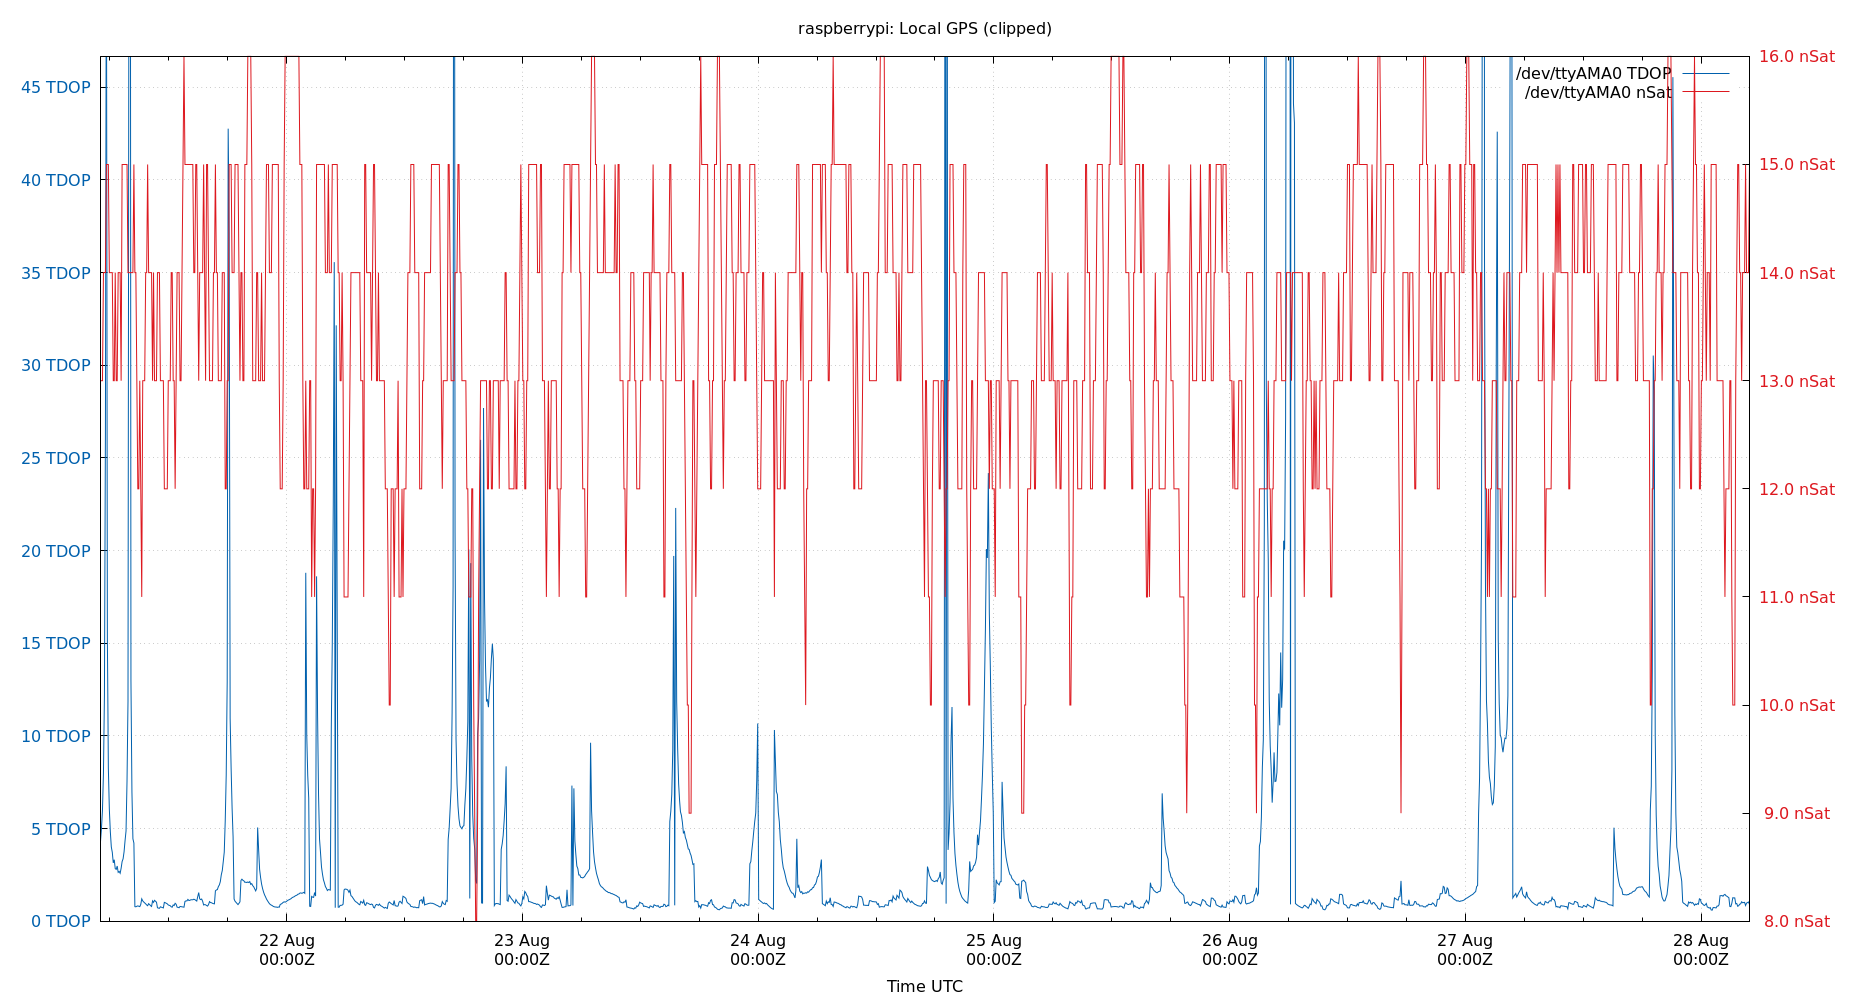 raspberrypi: Local GPS (clipped)
/dev/ttyAMA0 TDOP
/dev/ttyAMA0 nSat
45 TDOP
40 TDOP
35 TDOP
30 TDOP
25 TDOP
20 TDOP
15 TDOP
10 TDOP
5 TDOP
0 TDOP
16.0 nSat
15.0 nSat
14.0 nSat
13.0 nSat
12.0 nSat
11.0 nSat
10.0 nSat
9.0 nSat
8.0 nSat
22 Aug
00:00Z
23 Aug
00:00Z
24 Aug
00:00Z
25 Aug
00:00Z
26 Aug
00:00Z
27 Aug
00:00Z
28 Aug
00:00Z
Time UTC